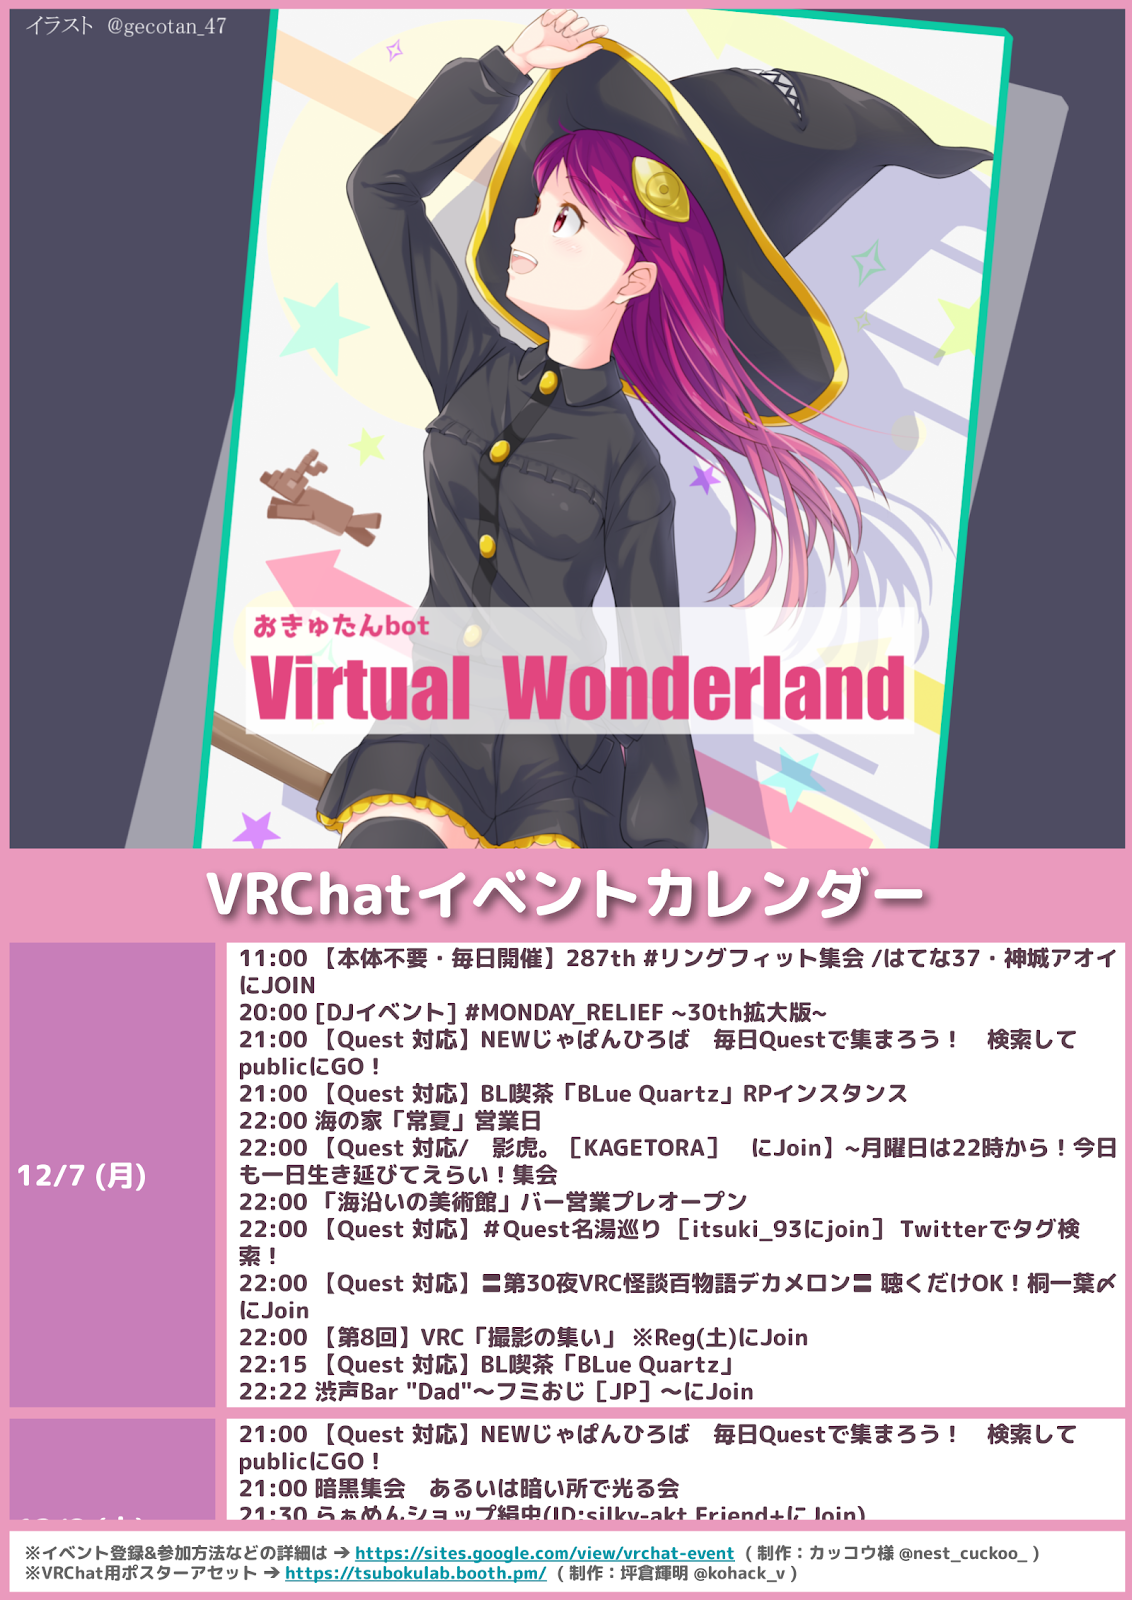 イラスト　@gecotan_47
おきゅたんbot
Virtual Wonderland
VRChatイベントカレンダー
12/7 (月)
11:00 【本体不要・毎日開催】287th #リングフィット集会 /はてな37・神城アオイ
にJOIN
20:00 [DJイベント] #MONDAY_RELIEF ~30th拡大版~
21:00 【Quest 対応】NEWじゃぱんひろば　毎日Questで集まろう！　検索して
publicにGO！
21:00 【Quest 対応】BL喫茶「BLue Quartz」RPインスタンス
22:00 海の家「常夏」営業日
22:00 【Quest 対応/　影虎。［KAGETORA］　にJoin】~月曜日は22時から！今日
も一日生き延びてえらい！集会
22:00 「海沿いの美術館」バー営業プレオープン
22:00 【Quest 対応】＃Quest名湯巡り ［itsuki_93にjoin］ Twitterでタグ検
索！
22:00 【Quest 対応】〓第30夜VRC怪談百物語デカメロン〓 聴くだけOK！桐一葉〆
にJoin
22:00 【第8回】VRC「撮影の集い」 ※Reg(土)にJoin
22:15 【Quest 対応】BL喫茶「BLue Quartz」
22:22 渋声Bar "Dad"～フミおじ［JP］～にJoin
21:00 【Quest 対応】NEWじゃぱんひろば　毎日Questで集まろう！　検索して
publicにGO！
21:00 暗黒集会　あるいは暗い所で光る会
21:30 らぁめんショップ絹虫(ID:silky-akt Friend+にJoin)
※イベント登録&参加方法などの詳細は → https://sites.google.com/view/vrchat-event （制作：カッコウ様 @nest_cuckoo_）
※VRChat用ポスターアセット → https://tsubokulab.booth.pm/ （制作：坪倉輝明 @kohack_v）